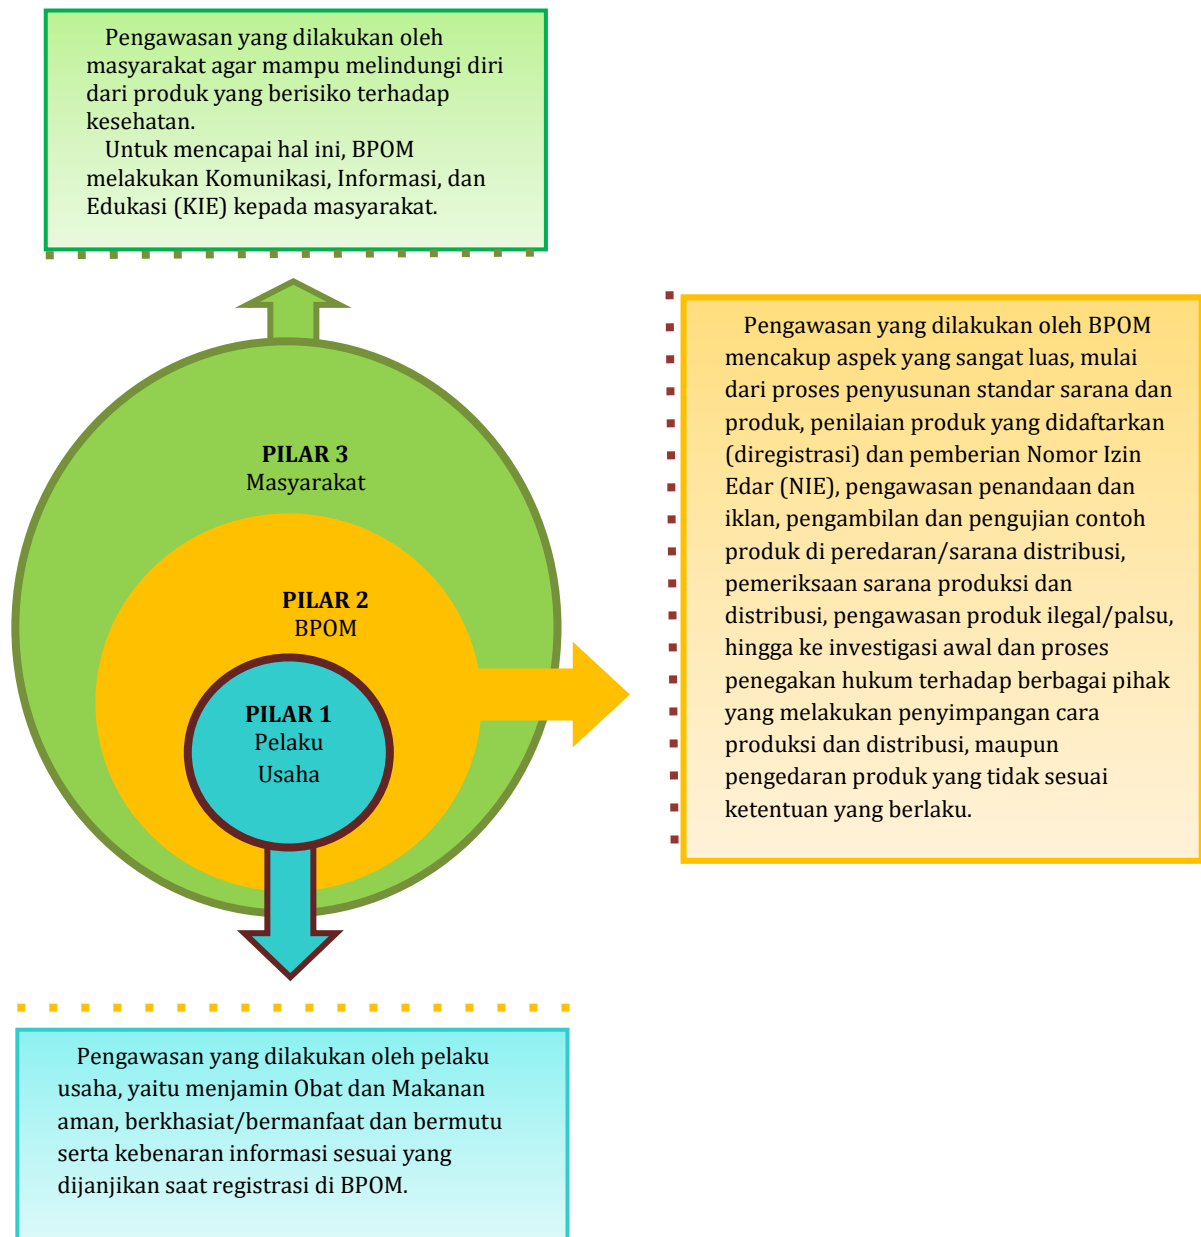 Pengawasan yang dilakukan oleh
masyarakat agar mampu melindungi diri
dari produk yang berisiko terhadap
kesehatan.
Untuk mencapai hal ini, BPOM
melakukan Komunikasi, Informasi, dan
Edukasi (KIE) kepada masyarakat.
PILAR 3
Masyarakat
PILAR 2
BPOM
PILAR 1
Pelaku
Usaha
Pengawasan yang dilakukan oleh BPOM
mencakup aspek yang sangat luas, mulai
dari proses penyusunan standar sarana dan
produk, penilaian produk yang didaftarkan
(diregistrasi) dan pemberian Nomor Izin
Edar (NIE), pengawasan penandaan dan
iklan, pengambilan dan pengujian contoh
produk di peredaran/sarana distribusi,
pemeriksaan sarana produksi dan
distribusi, pengawasan produk ilegal/palsu,
hingga ke investigasi awal dan proses
penegakan hukum terhadap berbagai pihak
yang melakukan penyimpangan cara
produksi dan distribusi, maupun
pengedaran produk yang tidak sesuai
ketentuan yang berlaku.
Pengawasan yang dilakukan oleh pelaku
usaha, yaitu menjamin Obat dan Makanan
aman, berkhasiat/bermanfaat dan bermutu
serta kebenaran informasi sesuai yang
dijanjikan saat registrasi di BPOM.